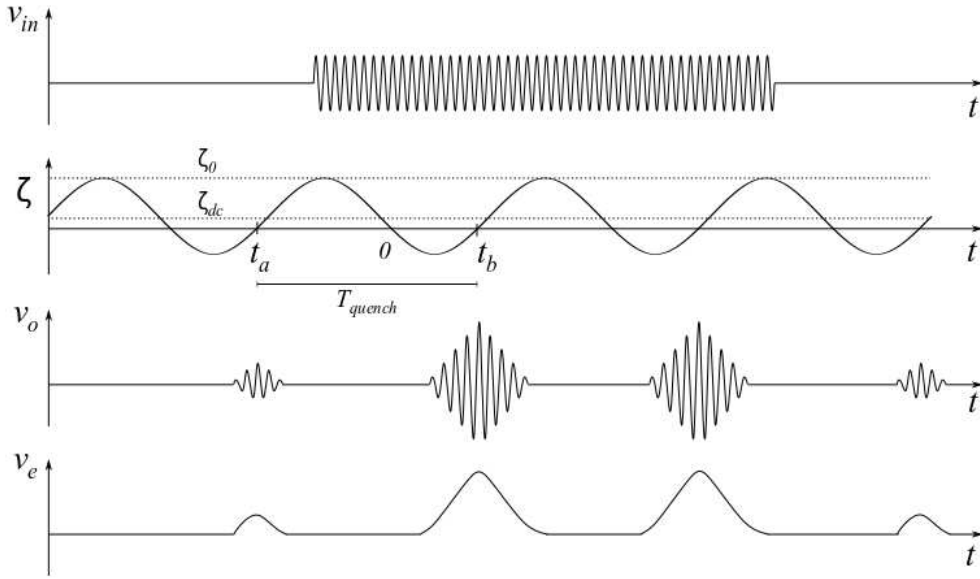 v_in
t
ζ
ζ_0
ζ_dc
t_a 0 t_b t
T_quench
v_o
t
v_e
t